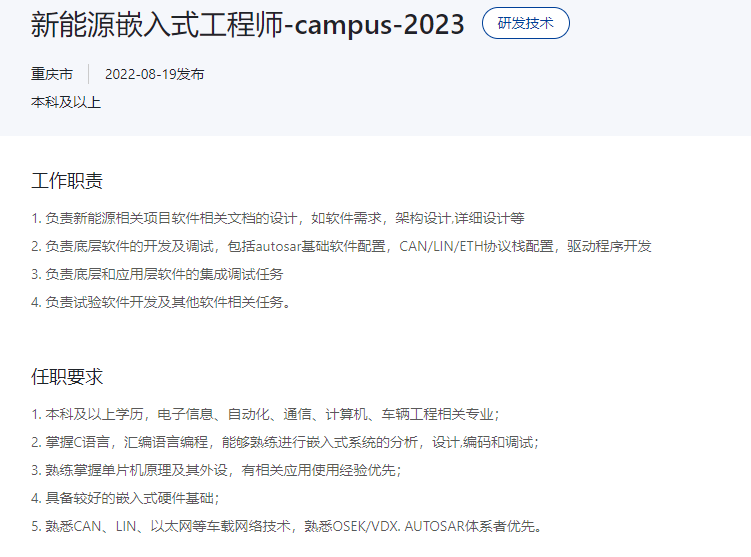 新能源嵌入式工程师-campus-2023 研发技术
重庆市 2022-08-19发布
本科及以上
工作职责
1. 负责新能源相关项目软件相关文档的设计，如软件需求，架构设计,详细设计等
2. 负责底层软件的开发及调试，包括autosar基础软件配置，CAN/LIN/ETH协议栈配置，驱动程序开发
3. 负责底层和应用层软件的集成调试任务
4. 负责试验软件开发及其他软件相关任务。
任职要求
1. 本科及以上学历，电子信息、自动化、通信、计算机、车辆工程相关专业；
2. 掌握C语言，汇编语言编程，能够熟练进行嵌入式系统的分析，设计,编码和调试；
3. 熟练掌握单片机原理及其外设，有相关应用使用经验优先；
4. 具备较好的嵌入式硬件基础；
5. 熟悉CAN、LIN、以太网等车载网络技术，熟悉OSEK/VDX. AUTOSAR体系者优先。